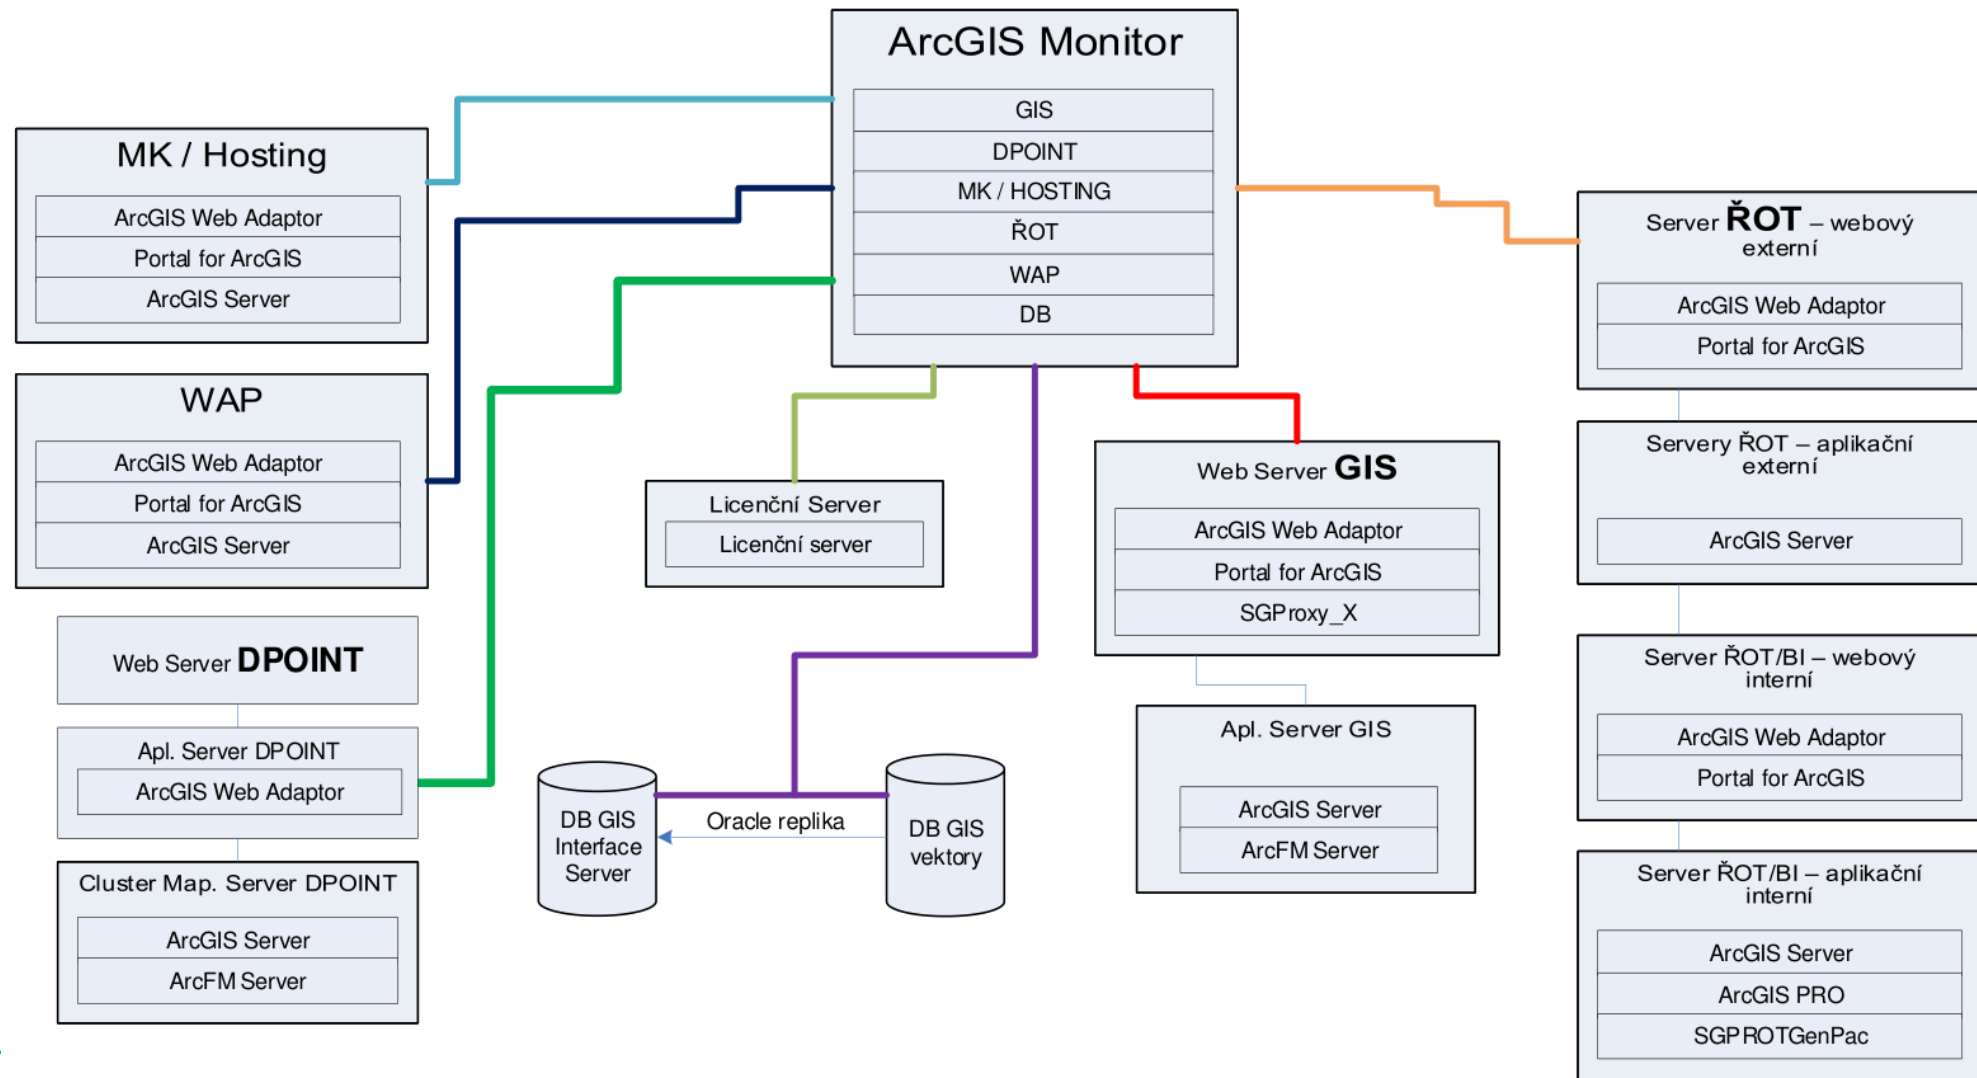 ArcGIS Monitor
GIS
DPOINT
MK / HOSTING
ŘOT
WAP
DB
MK / Hosting
ArcGIS Web Adaptor
Portal for ArcGIS
ArcGIS Server
WAP
ArcGIS Web Adaptor
Portal for ArcGIS
ArcGIS Server
Web Server DPOINT
Apl. Server DPOINT
ArcGIS Web Adaptor
Cluster Map. Server DPOINT
ArcGIS Server
ArcFM Server
Licenční Server
Licenční server
DB GIS
Interface
Server
Oracle replika
DB GIS
vektory
Web Server GIS
ArcGIS Web Adaptor
Portal for ArcGIS
SGProxy_X
Apl. Server GIS
ArcGIS Server
ArcFM Server
Server ŘOT – webový
externí
ArcGIS Web Adaptor
Portal for ArcGIS
Servery ŘOT – aplikační
externí
ArcGIS Server
Server ŘOT/BI – webový
interní
ArcGIS Web Adaptor
Portal for ArcGIS
Server ŘOT/BI – aplikační
interní
ArcGIS Server
ArcGIS PRO
SGPROTGenPac